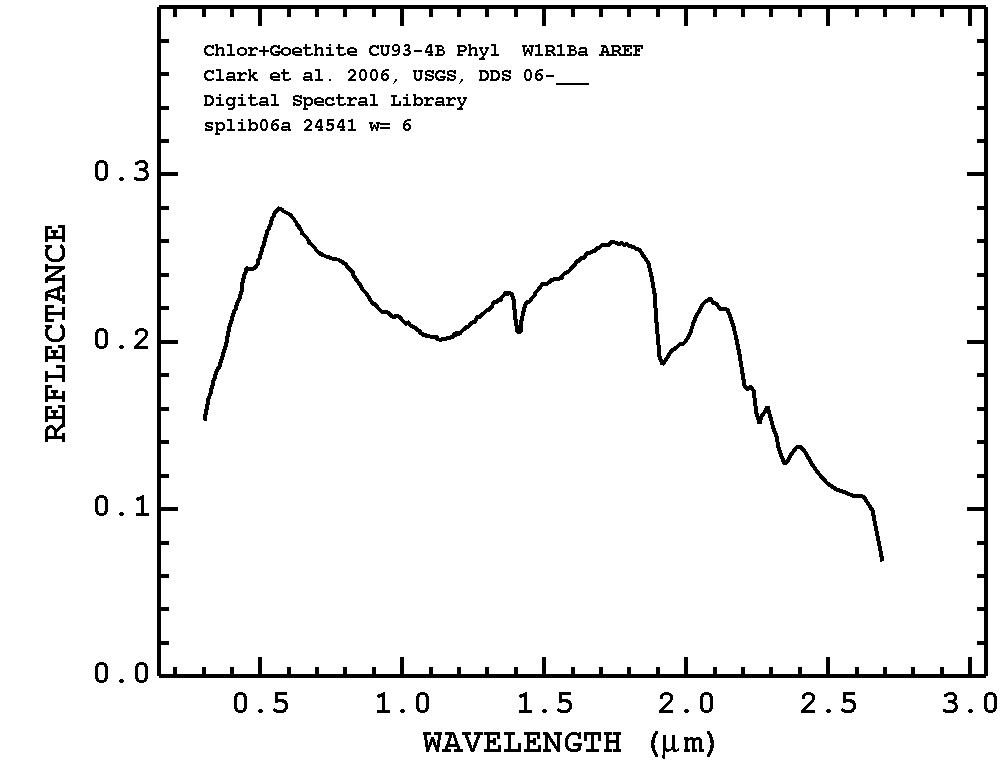 Chlor+Goethite CU93-4B Phyl  W1R1Ba AREF
Clark et al. 2006, USGS, DDS 06-___
Digital Spectral Library
splib06a 24541 w= 6
REFLECTANCE
0.3
0.2
0.1
0.0
0.5 1.0 1.5 2.0 2.5 3.0
WAVELENGTH (μm)